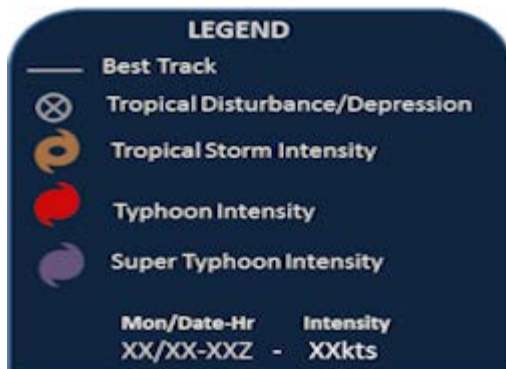 LEGEND
Best Track
Tropical Disturbance/Depression
Tropical Storm Intensity
Typhoon Intensity
Super Typhoon Intensity
Mon/Date-Hr Intensity
XX/XX-XXZ - XXkts